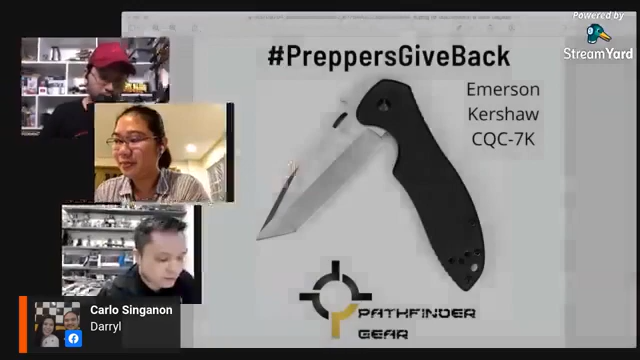 Powered by
StreamYard
#PreppersGiveBack
Emerson
Kershaw
CQC-7K
PATHFINDER
GEAR
Carlo Singanon
Darryl